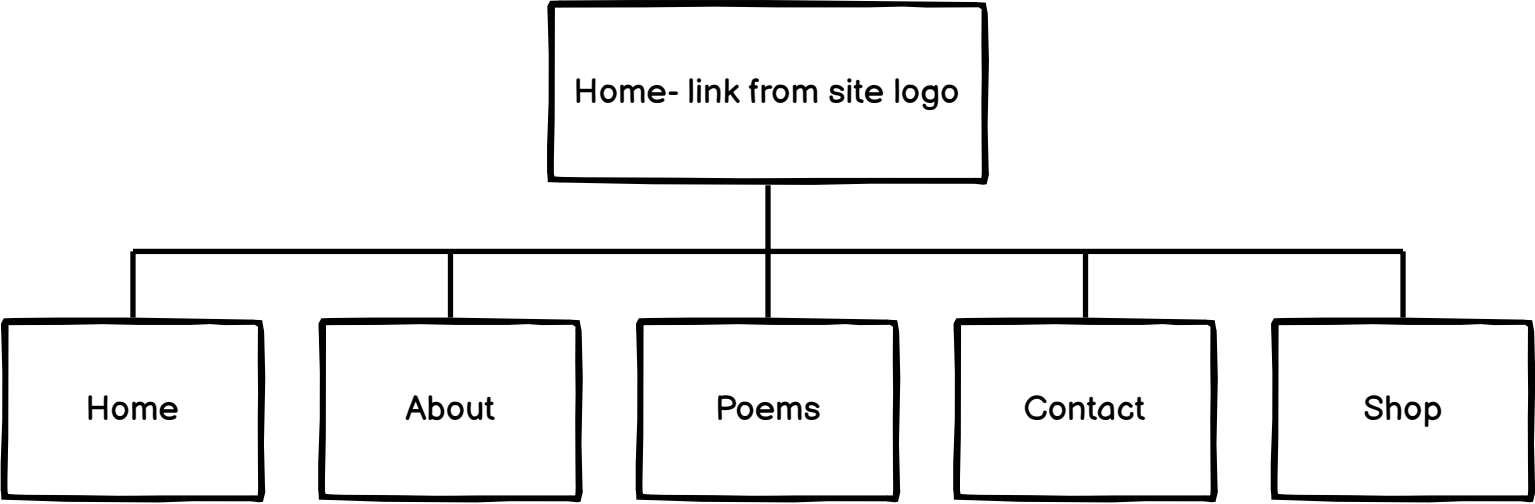 Home- link from site logo
Home
About
Poems
Contact
Shop